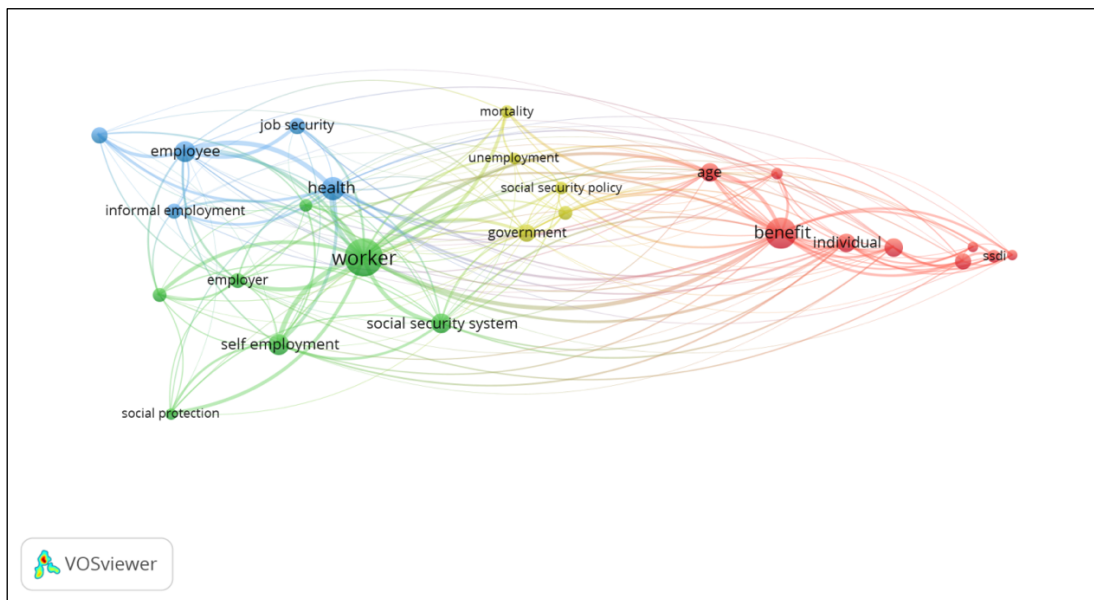 mortality
job security
employee
unemployment
health
social security policy
age
informal employment
government
benefit
individual
worker
ssdi
employer
social security system
self employment
social protection
VOSviewer